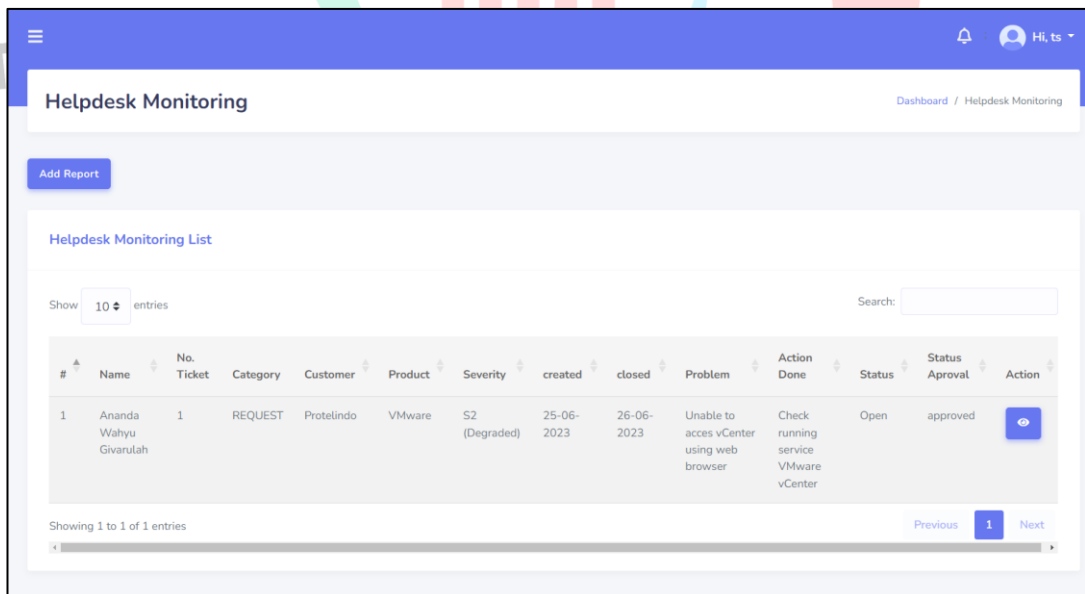 Hi, ts
Helpdesk Monitoring
Dashboard / Helpdesk Monitoring
Add Report
Helpdesk Monitoring List
Show 10 entries
Search:
# Name No. Ticket Category Customer Product Severity created closed Problem Action Done Status Status Aproval Action
1 Ananda Wahyu Givarulah 1 REQUEST Protelindo VMware S2 (Degraded) 25-06-2023 26-06-2023 Unable to acces vCenter using web browser Check running service VMware vCenter Open approved
Showing 1 to 1 of 1 entries
Previous 1 Next